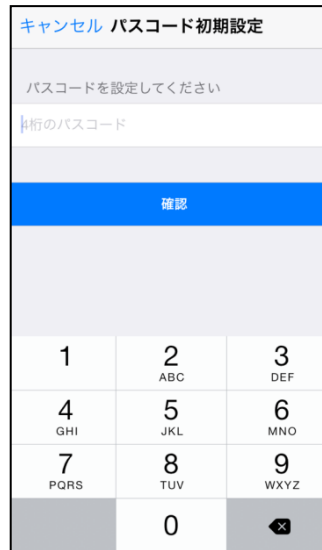 キャンセル パスコード初期設定
パスコードを設定してください
4桁のパスコード
確認
1 2 3
ABC DEF
4 5 6
GHI JKL MNO
7 8 9
PQRS TUV WXYZ
0